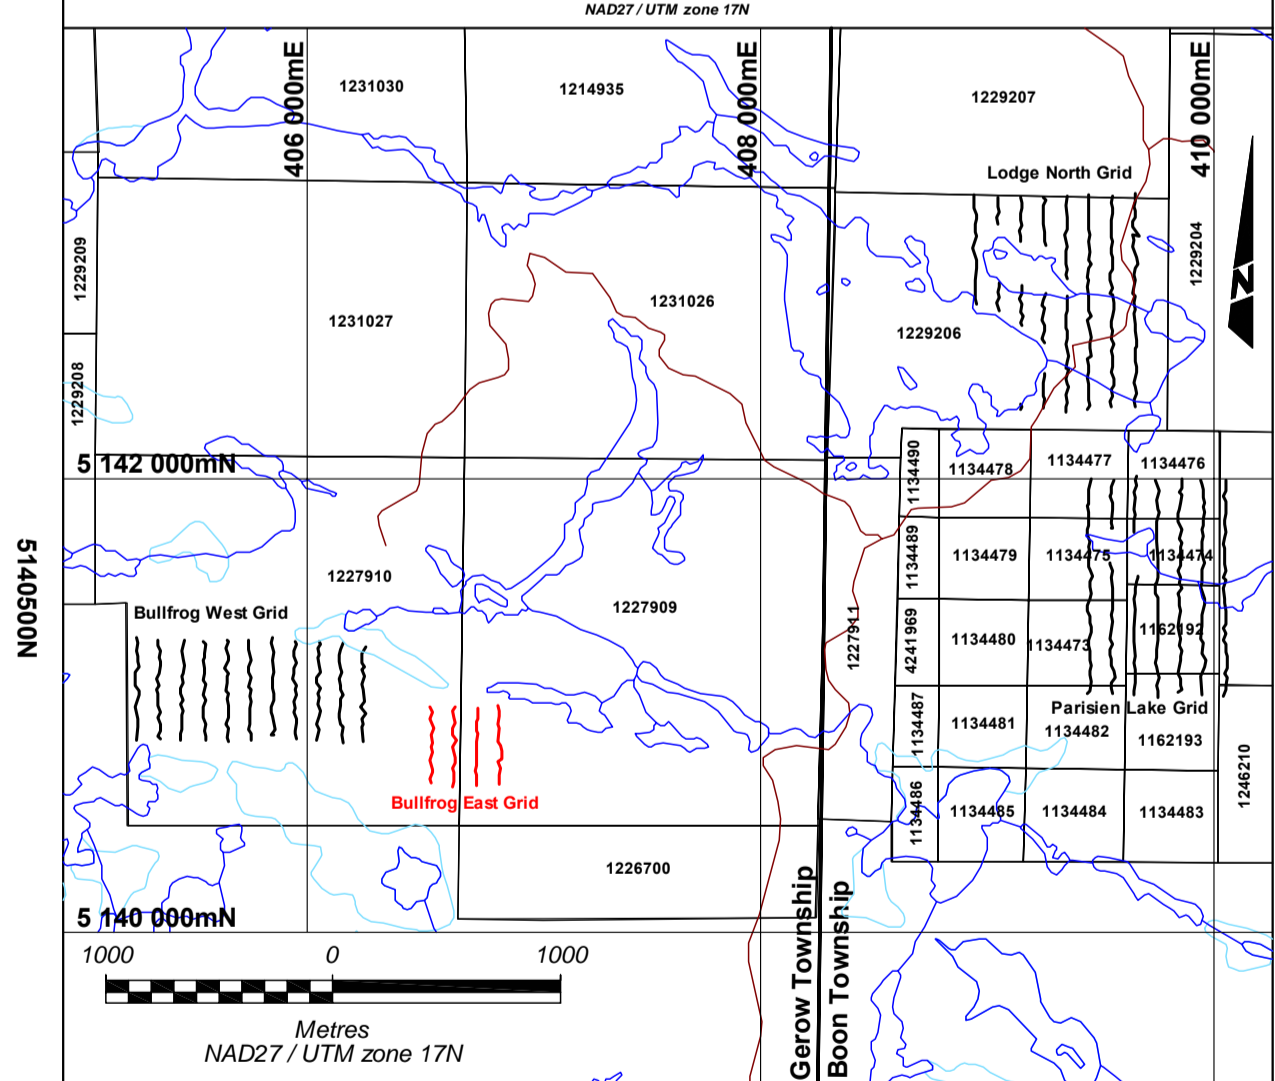 NAD27 / UTM zone 17N
406 000mE
408 000mE
410 000mE
1231030
1214935
1229207
Lodge North Grid
1229209
1229204
1231027
1231026
1229206
1229208
5 142 000mN
1134490
1134478
1134477
1134476
5140500N
1134489
1134479
1134475
1134474
1227910
1227909
Bullfrog West Grid
1227911
4241969
1134480
1134473
1162192
Parisien Lake Grid
1134487
1134481
1134482
1162193
1246210
Bullfrog East Grid
1134486
1134485
1134484
1134483
1226700
5 140 000mN
Gerow Township
Boon Township
1000 0 1000
Metres
NAD27 / UTM zone 17N
N